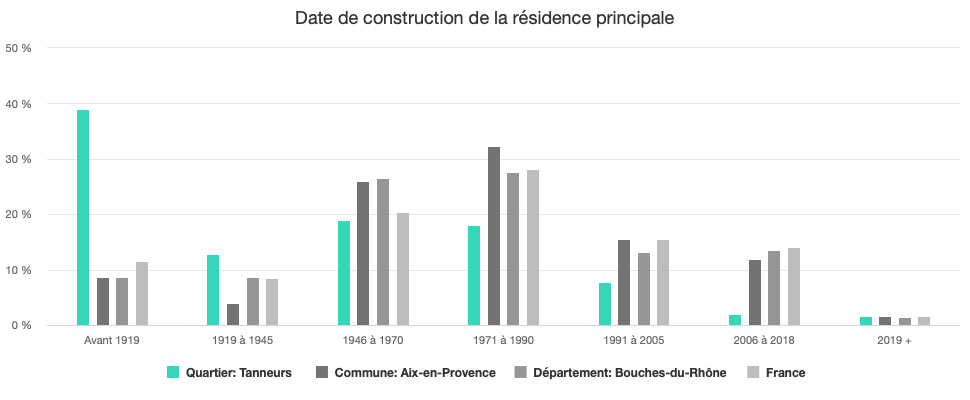 Date de construction de la résidence principale
50 %
40 %
30 %
20 %
10 %
0 %
Avant 1919 1919 à 1945 1946 à 1970 1971 à 1990 1991 à 2005 2006 à 2018 2019 +
Quartier: Tanneurs Commune: Aix-en-Provence Département: Bouches-du-Rhône France